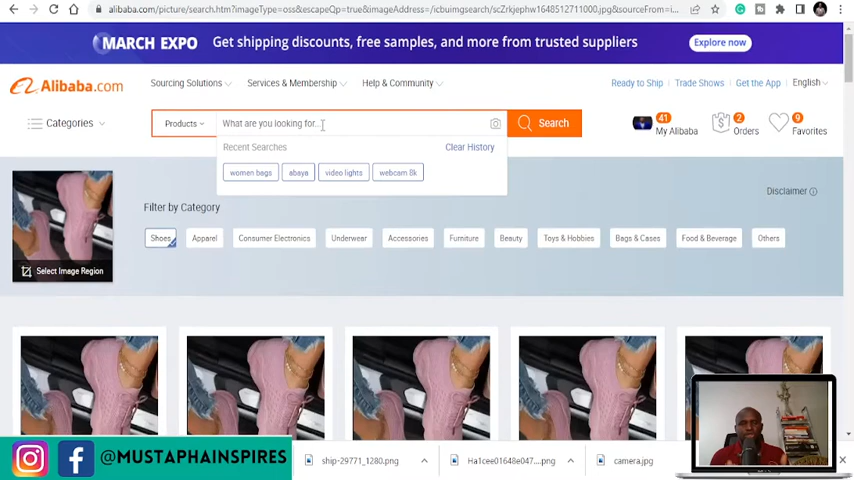 alibaba.com/picture/search.htm?imageType=oss&escapeQp=true&imageAddress=/icbuimgsearch/scZrkjephw1648512711000.jpg&sourceFrom=i...
MARCH EXPO Get shipping discounts, free samples, and more from trusted suppliers Explore now
Alibaba.com Sourcing Solutions Services & Membership Help & Community Ready to Ship Trade Shows Get the App English
Categories Products What are you looking for... Search 41 My Alibaba 2 Orders 9 Favorites
Recent Searches Clear History
women bags abaya video lights webcam 8k
Disclaimer
Filter by Category
Shoes Apparel Consumer Electronics Underwear Accessories Furniture Beauty Toys & Hobbies Bags & Cases Food & Beverage Others
Select Image Region
@MUSTAPHAINSPIRES
ship-29771_1280.png Ha1cee01648e047....png camera.jpg